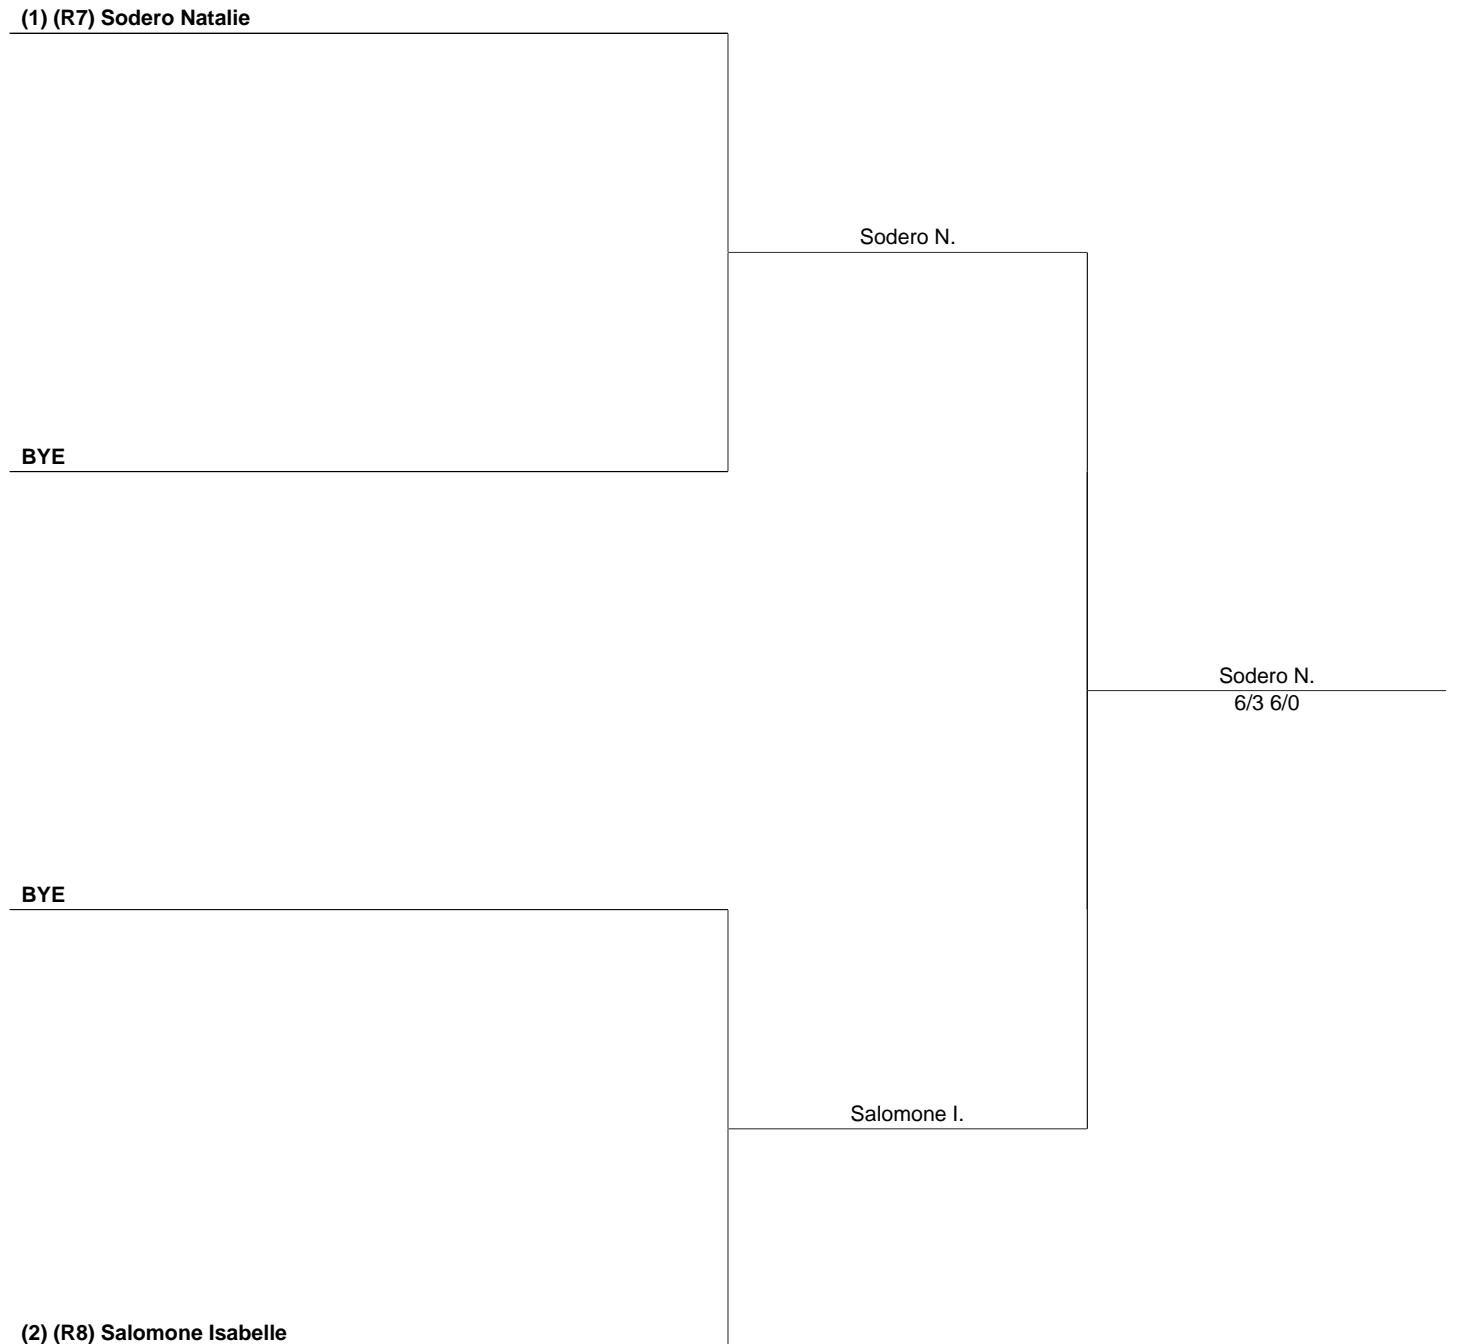 (1) (R7) Sodero Natalie
Sodero N.
BYE
Sodero N.
6/3 6/0
BYE
Salomone I.
(2) (R8) Salomone Isabelle